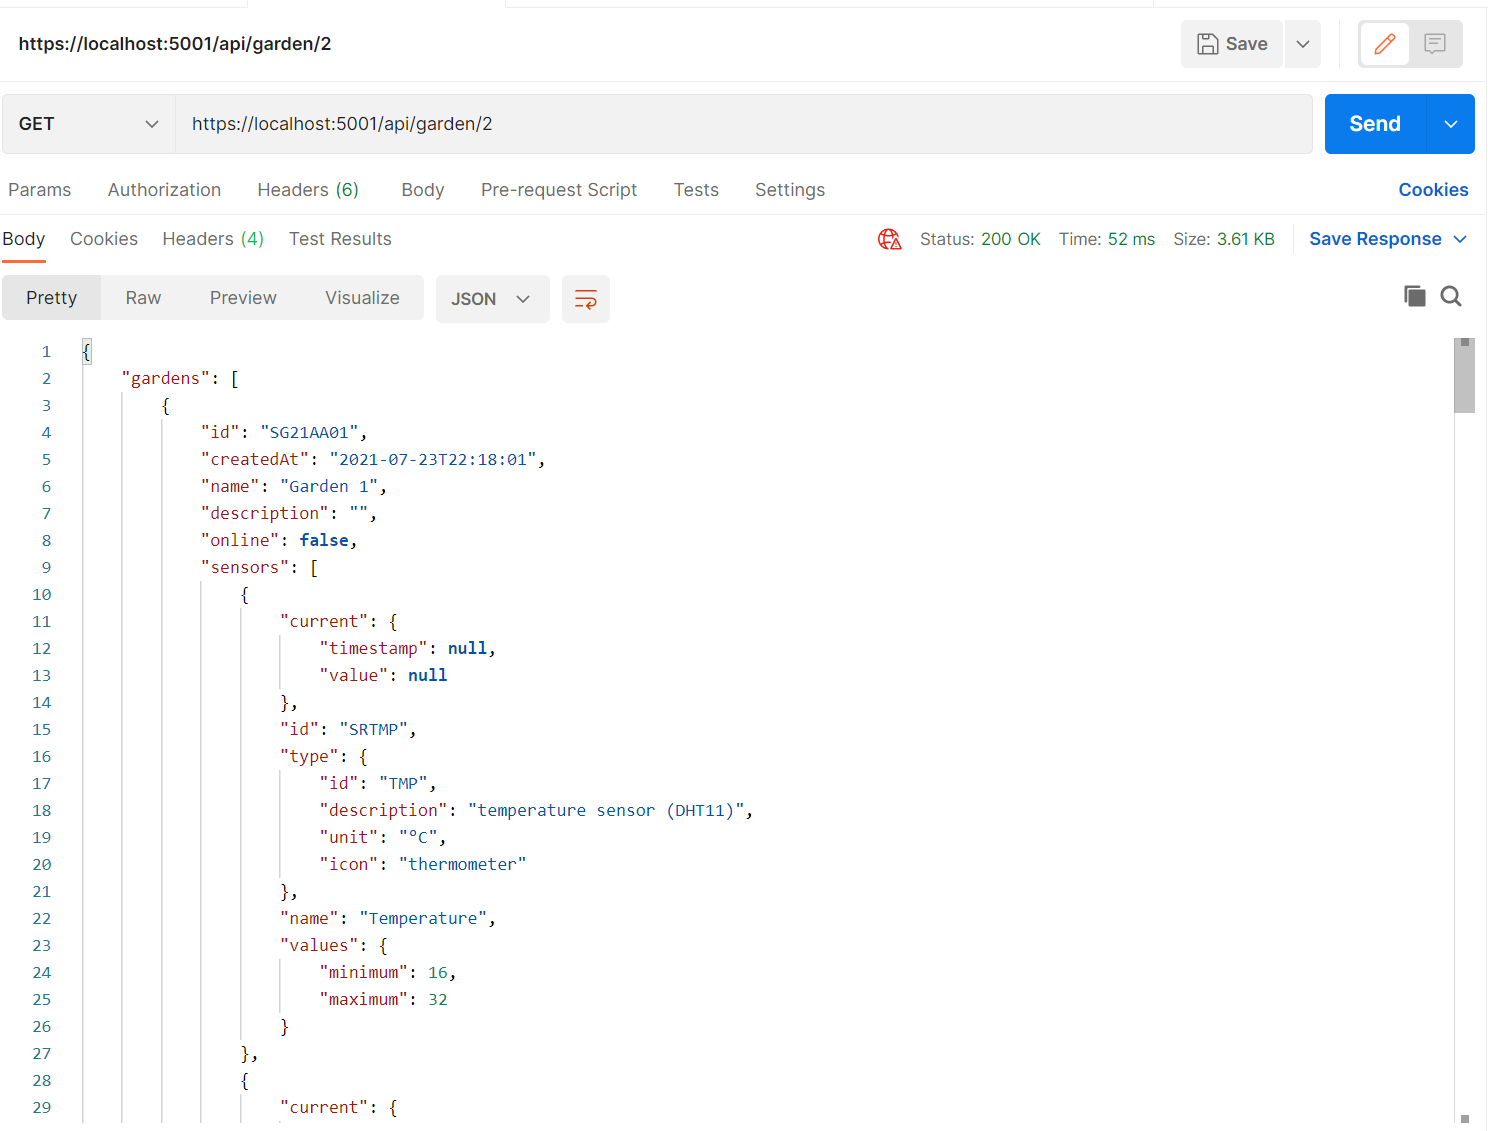 https://localhost:5001/api/garden/2
Save
GET https://localhost:5001/api/garden/2 Send
Params Authorization Headers (6) Body Pre-request Script Tests Settings Cookies
Body Cookies Headers (4) Test Results Status: 200 OK Time: 52 ms Size: 3.61 KB Save Response
Pretty Raw Preview Visualize JSON
1 {
2 "gardens": [
3 {
4 "id": "SG21AA01",
5 "createdAt": "2021-07-23T22:18:01",
6 "name": "Garden 1",
7 "description": "",
8 "online": false,
9 "sensors": [
10 {
11 "current": {
12 "timestamp": null,
13 "value": null
14 },
15 "id": "SRTMP",
16 "type": {
17 "id": "TMP",
18 "description": "temperature sensor (DHT11)",
19 "unit": "ºC",
20 "icon": "thermometer"
21 },
22 "name": "Temperature",
23 "values": {
24 "minimum": 16,
25 "maximum": 32
26 }
27 },
28 {
29 "current": {